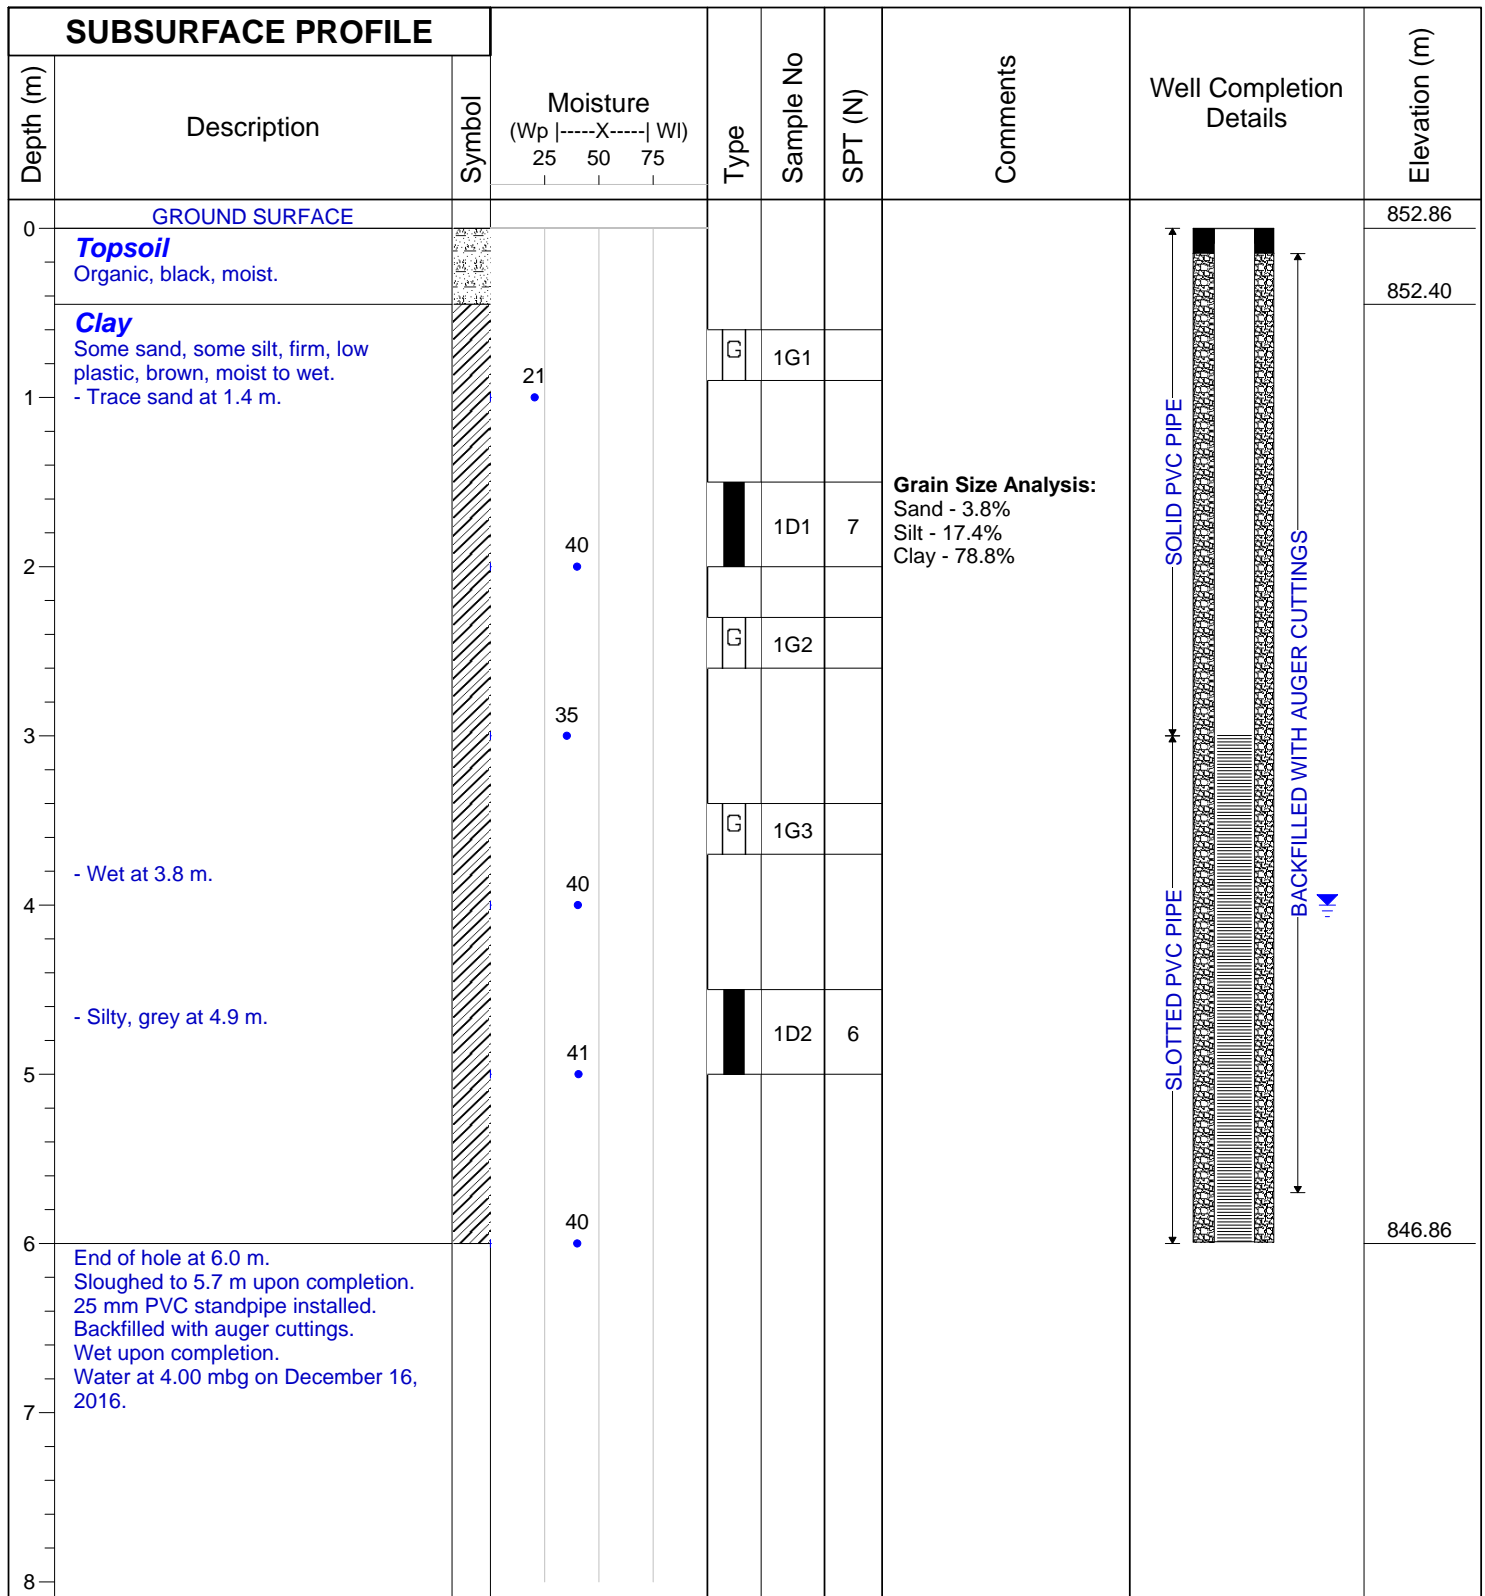 SUBSURFACE PROFILE
Depth (m)
Description
Symbol
Moisture
(Wp |-----X-----| Wl)
25 50 75
Type
Sample No
SPT (N)
Comments
Well Completion
Details
Elevation (m)
GROUND SURFACE
852.86
0
Topsoil
Organic, black, moist.
852.40
Clay
Some sand, some silt, firm, low
plastic, brown, moist to wet.
- Trace sand at 1.4 m.
G 1G1
21
1
Grain Size Analysis:
Sand - 3.8%
Silt - 17.4%
Clay - 78.8%
1D1 7
40
2
G 1G2
35
3
G 1G3
- Wet at 3.8 m.
40
4
- Silty, grey at 4.9 m.
1D2 6
41
5
40
6
846.86
SOLID PVC PIPE
SLOTTED PVC PIPE
BACKFILLED WITH AUGER CUTTINGS
End of hole at 6.0 m.
Sloughed to 5.7 m upon completion.
25 mm PVC standpipe installed.
Backfilled with auger cuttings.
Wet upon completion.
Water at 4.00 mbg on December 16,
2016.
7
8